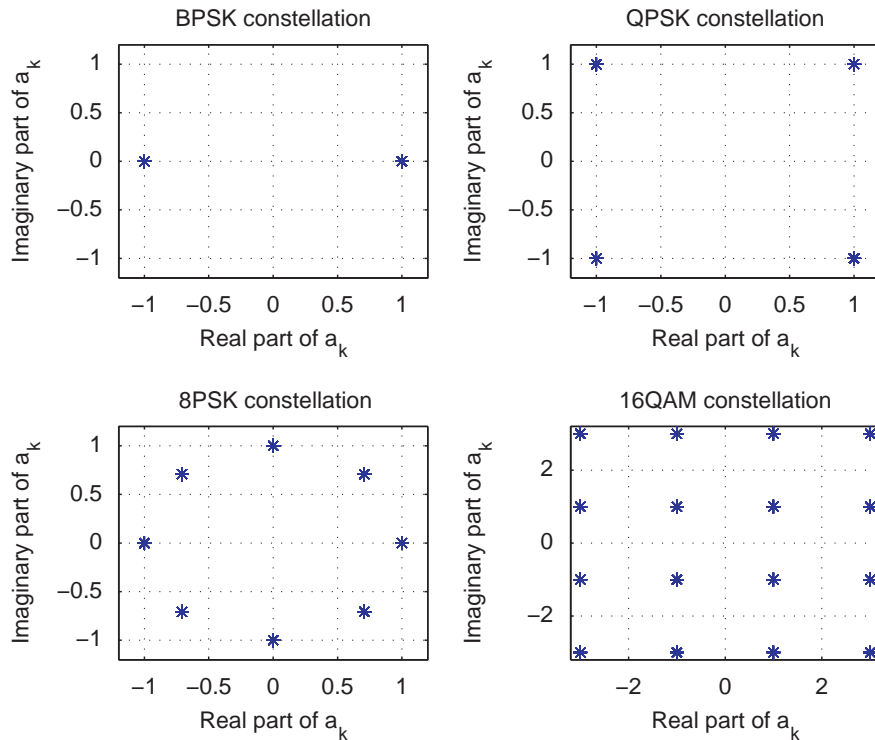 BPSK constellation
1
0.5
0
−0.5
−1
−1 −0.5 0 0.5 1
Imaginary part of a_k
Real part of a_k
QPSK constellation
1
0.5
0
−0.5
−1
−1 −0.5 0 0.5 1
Imaginary part of a_k
Real part of a_k
8PSK constellation
1
0.5
0
−0.5
−1
−1 −0.5 0 0.5 1
Imaginary part of a_k
Real part of a_k
16QAM constellation
2
0
−2
−2 0 2
Imaginary part of a_k
Real part of a_k